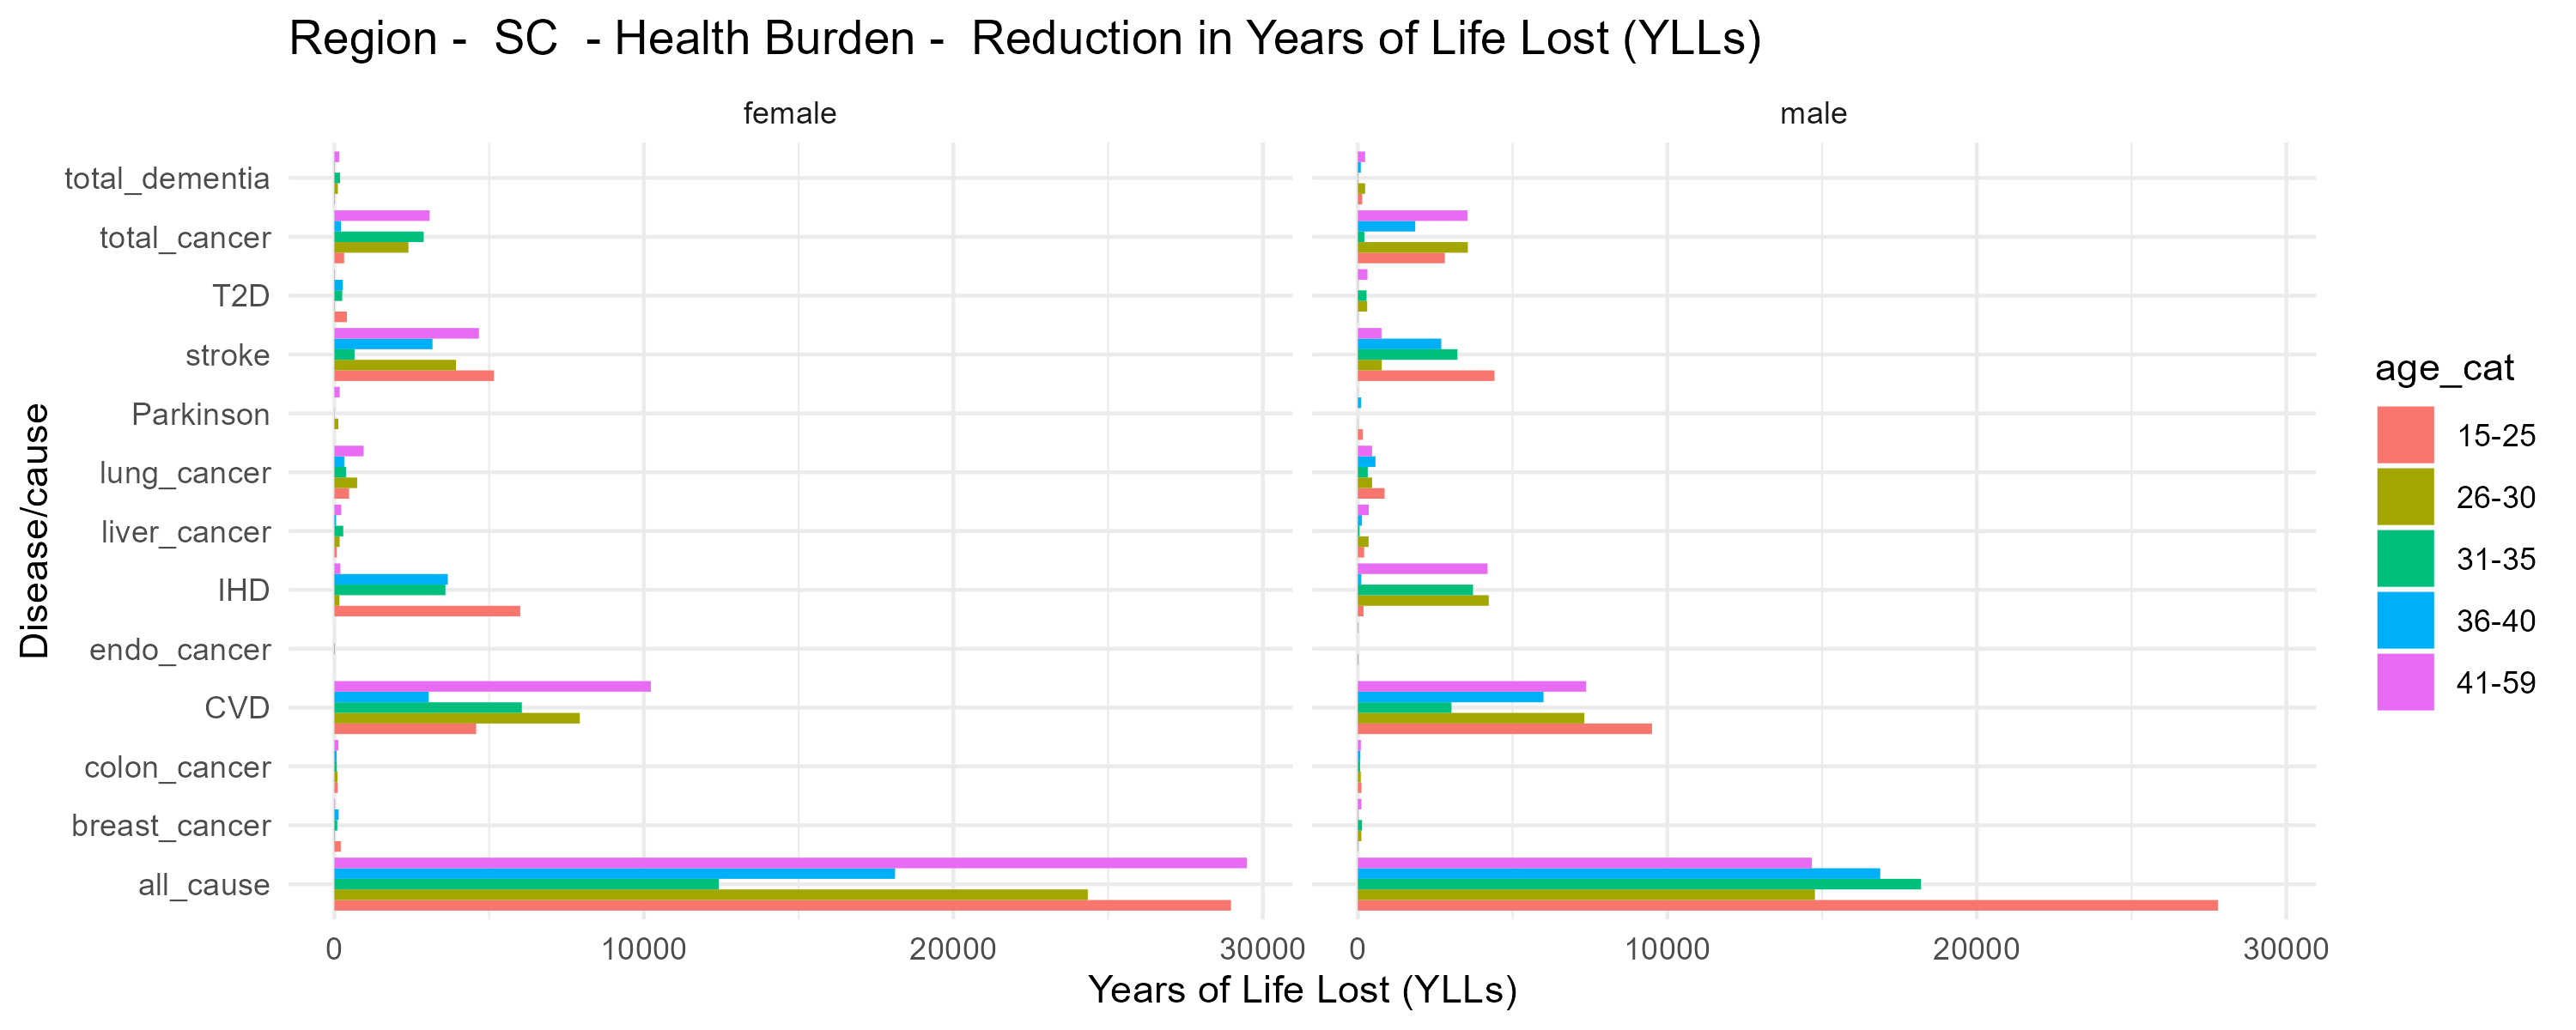 Region -  SC  - Health Burden -  Reduction in Years of Life Lost (YLLs)
female
male
Disease/cause
total_dementia
total_cancer
T2D
stroke
Parkinson
lung_cancer
liver_cancer
IHD
endo_cancer
CVD
colon_cancer
breast_cancer
all_cause
0 10000 20000 30000
0 10000 20000 30000
Years of Life Lost (YLLs)
age_cat
15-25
26-30
31-35
36-40
41-59